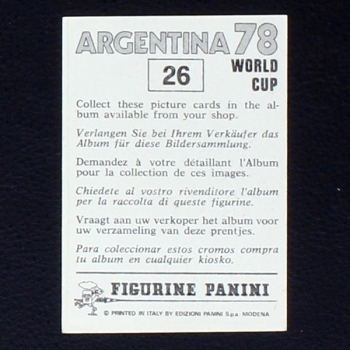 ARGENTINA 78
26
WORLD
CUP
Collect these picture cards in the al-
bum available from your shop.
Verlangen Sie bei Ihrem Verkäufer das
Album für diese Bildersammlung.
Demandez à votre détaillant l'Album
pour la collection de ces images.
Chiedete al vostro rivenditore l'album
per la raccolta di queste figurine.
Vraagt aan uw verkoper het album voor
uw verzameling van deze prentjes.
Para coleccionar estos cromos compra
tu album en cualquier kiosko.
FIGURINE PANINI
© PRINTED IN ITALY BY EDIZIONI PANINI S.p.a. MODENA